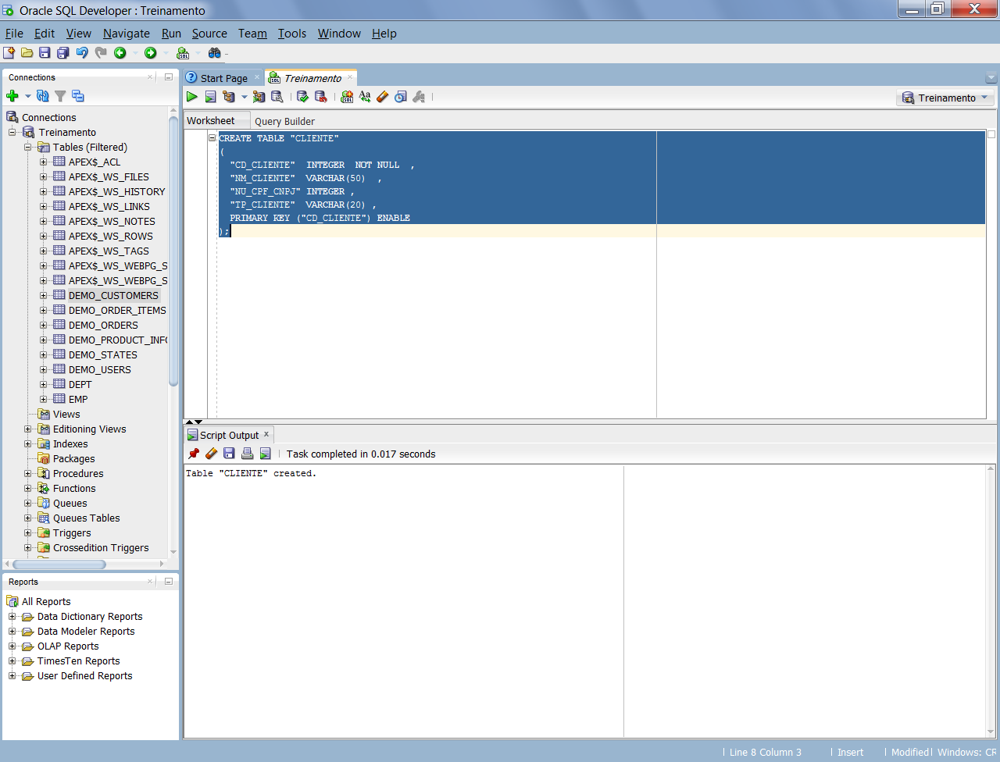 Oracle SQL Developer : Treinamento
File Edit View Navigate Run Source Team Tools Window Help
Connections
Connections
Treinamento
Tables (Filtered)
APEX$_ACL
APEX$_WS_FILES
APEX$_WS_HISTORY
APEX$_WS_LINKS
APEX$_WS_NOTES
APEX$_WS_ROWS
APEX$_WS_TAGS
APEX$_WS_WEBPG_S
APEX$_WS_WEBPG_S
DEMO_CUSTOMERS
DEMO_ORDER_ITEMS
DEMO_ORDERS
DEMO_PRODUCT_INFO
DEMO_STATES
DEMO_USERS
DEPT
EMP
Views
Editioning Views
Indexes
Packages
Procedures
Functions
Queues
Queues Tables
Triggers
Crossedition Triggers
Reports
All Reports
Data Dictionary Reports
Data Modeler Reports
OLAP Reports
TimesTen Reports
User Defined Reports
Start Page Treinamento
Treinamento
Worksheet Query Builder
CREATE TABLE "CLIENTE"
(
"CD_CLIENTE" INTEGER NOT NULL ,
"NM_CLIENTE" VARCHAR(50) ,
"NU_CPF_CNPJ" INTEGER ,
"TP_CLIENTE" VARCHAR(20) ,
PRIMARY KEY ("CD_CLIENTE") ENABLE
);
Script Output
Task completed in 0.017 seconds
Table "CLIENTE" created.
Line 8 Column 3 Insert Modified Windows: CR